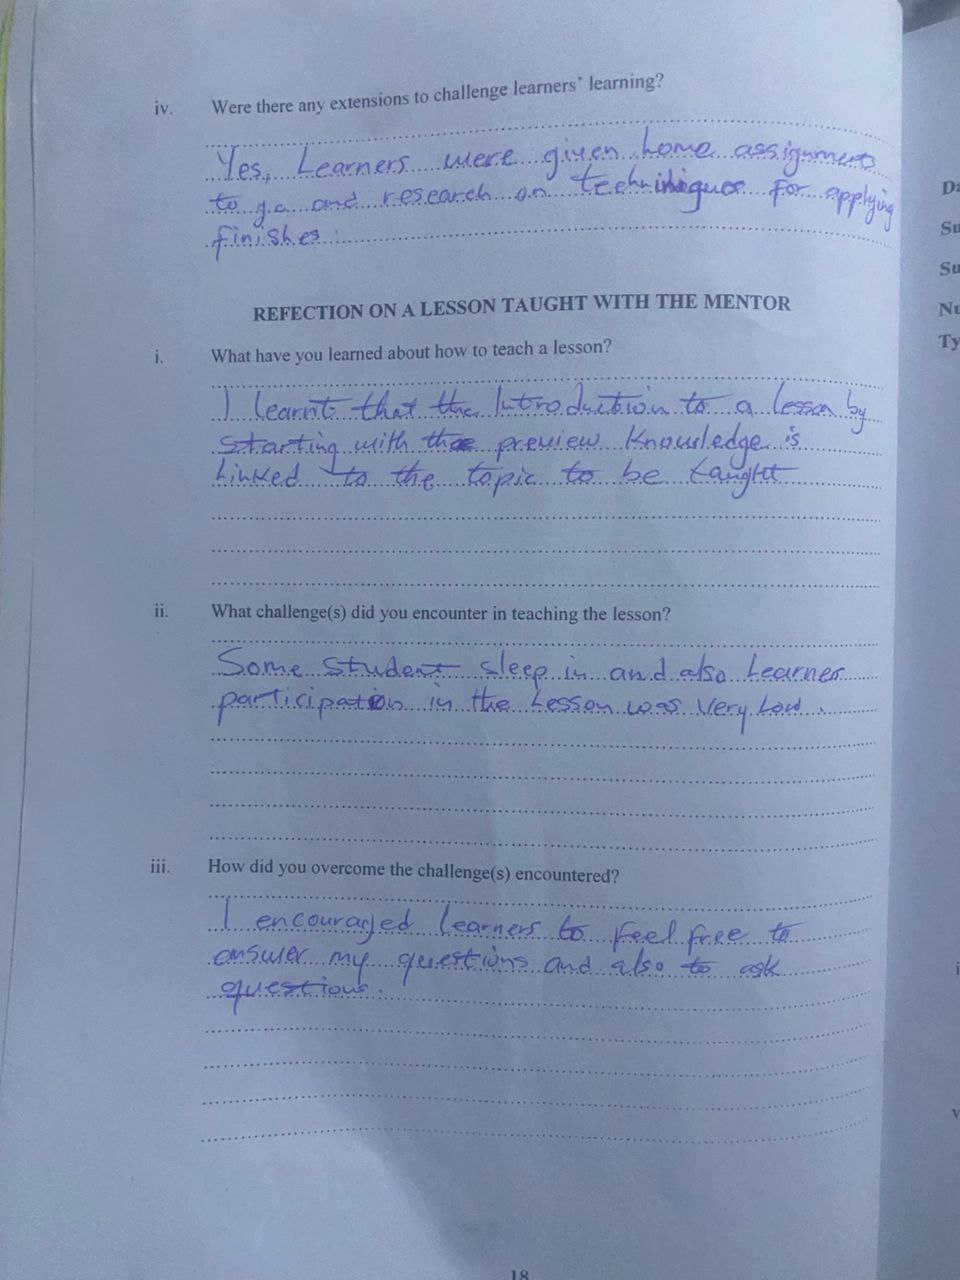 iv. Were there any extensions to challenge learners' learning?
Yes, Learners were given home assignment
to go and research on techniniques for applying
finishes.
REFECTION ON A LESSON TAUGHT WITH THE MENTOR
i. What have you learned about how to teach a lesson?
I learnt that the Introduction to a lesson by
starting with the preview knowledge is
Linked to the topic to be taught
ii. What challenge(s) did you encounter in teaching the lesson?
Some student sleep in and also Learner
participation in the Lesson was very Low.
iii. How did you overcome the challenge(s) encountered?
I encouraged learners to feel free to
answer my questions and also to ask
questions.
18
Da
Su
Su
Nu
Ty